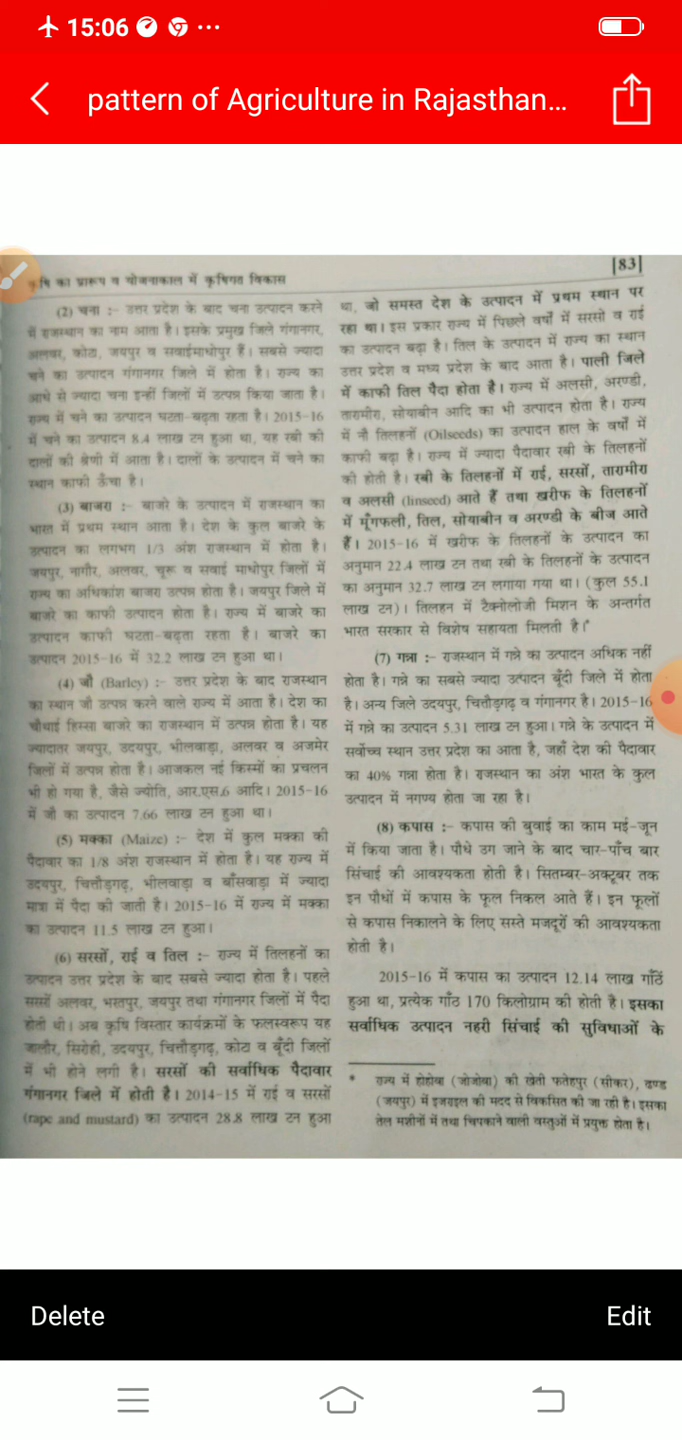 15:06
pattern of Agriculture in Rajasthan...
|83|
कृषि का प्रारूप व योजनाकाल में कृषिगत विकास
(2) चना :- उत्तर प्रदेश के बाद चना उत्पादन करने
में राजस्थान का नाम आता है। इसके प्रमुख जिले गंगानगर,
अलवर, कोटा, जयपुर व सवाईमाधोपुर हैं। सबसे ज्यादा
चने का उत्पादन गंगानगर जिले में होता है। राज्य का
आधे से ज्यादा चना इन्हीं जिलों में उत्पन्न किया जाता है।
राज्य में चने का उत्पादन घटता-बढ़ता रहता है। 2015-16
में चने का उत्पादन 8.4 लाख टन हुआ था, यह रबी की
दालों की श्रेणी में आता है। दालों के उत्पादन में चने का
स्थान काफी ऊँचा है।
(3) बाजरा :- बाजरे के उत्पादन में राजस्थान का
भारत में प्रथम स्थान आता है। देश के कुल बाजरे के
उत्पादन का लगभग 1/3 अंश राजस्थान में होता है।
जयपुर, नागौर, अलवर, चूरू व सवाई माधोपुर जिलों में
राज्य का अधिकांश बाजरा उत्पन्न होता है। जयपुर जिले में
बाजरे का काफी उत्पादन होता है। राज्य में बाजरे का
उत्पादन काफी घटता-बढ़ता रहता है। बाजरे का
उत्पादन 2015-16 में 32.2 लाख टन हुआ था।
(4) जौ (Barley) :- उत्तर प्रदेश के बाद राजस्थान
का स्थान जौ उत्पन्न करने वाले राज्य में आता है। देश का
चौथाई हिस्सा बाजरे का राजस्थान में उत्पन्न होता है। यह
ज्यादातर जयपुर, उदयपुर, भीलवाड़ा, अलवर व अजमेर
जिलों में उत्पन्न होता है। आजकल नई किस्मों का प्रचलन
भी हो गया है, जैसे ज्योति, आर.एस.6 आदि। 2015-16
में जौ का उत्पादन 7.66 लाख टन हुआ था।
(5) मक्का (Maize) :- देश में कुल मक्का की
पैदावार का 1/8 अंश राजस्थान में होता है। यह राज्य में
उदयपुर, चित्तौड़गढ़, भीलवाड़ा व बाँसवाड़ा में ज्यादा
मात्रा में पैदा की जाती है। 2015-16 में राज्य में मक्का
का उत्पादन 11.5 लाख टन हुआ।
(6) सरसों, राई व तिल :- राज्य में तिलहनों का
उत्पादन उत्तर प्रदेश के बाद सबसे ज्यादा होता है। पहले
सरसों अलवर, भरतपुर, जयपुर तथा गंगानगर जिलों में पैदा
होती थी। अब कृषि विस्तार कार्यक्रमों के फलस्वरूप यह
जालौर, सिरोही, उदयपुर, चित्तौड़गढ़, कोटा व बूँदी जिलों
में भी होने लगी है। सरसों की सर्वाधिक पैदावार
गंगानगर जिले में होती है। 2014-15 में राई व सरसों
(rape and mustard) का उत्पादन 28.8 लाख टन हुआ
था, जो समस्त देश के उत्पादन में प्रथम स्थान पर
रहा था। इस प्रकार राज्य में पिछले वर्षों में सरसों व राई
का उत्पादन बढ़ा है। तिल के उत्पादन में राज्य का स्थान
उत्तर प्रदेश व मध्य प्रदेश के बाद आता है। पाली जिले
में काफी तिल पैदा होता है। राज्य में अलसी, अरण्डी,
तारामीरा, सोयाबीन आदि का भी उत्पादन होता है। राज्य
में नौ तिलहनों (Oilseeds) का उत्पादन हाल के वर्षों में
काफी बढ़ा है। राज्य में ज्यादा पैदावार रबी के तिलहनों
की होती है। रबी के तिलहनों में राई, सरसों, तारामीरा
व अलसी (linseed) आते हैं तथा खरीफ के तिलहनों
में मूँगफली, तिल, सोयाबीन व अरण्डी के बीज आते
हैं। 2015-16 में खरीफ के तिलहनों के उत्पादन का
अनुमान 22.4 लाख टन तथा रबी के तिलहनों के उत्पादन
का अनुमान 32.7 लाख टन लगाया गया था। (कुल 55.1
लाख टन)। तिलहन में टैक्नोलोजी मिशन के अन्तर्गत
भारत सरकार से विशेष सहायता मिलती है।*
(7) गन्ना :- राजस्थान में गन्ने का उत्पादन अधिक नहीं
होता है। गन्ने का सबसे ज्यादा उत्पादन बूँदी जिले में होता
है। अन्य जिले उदयपुर, चित्तौड़गढ़ व गंगानगर है। 2015-16
में गन्ने का उत्पादन 5.31 लाख टन हुआ। गन्ने के उत्पादन में
सर्वोच्च स्थान उत्तर प्रदेश का आता है, जहाँ देश की पैदावार
का 40% गन्ना होता है। राजस्थान का अंश भारत के कुल
उत्पादन में नगण्य होता जा रहा है।
(8) कपास :- कपास की बुवाई का काम मई-जून
में किया जाता है। पौधे उग जाने के बाद चार-पाँच बार
सिंचाई की आवश्यकता होती है। सितम्बर-अक्टूबर तक
इन पौधों में कपास के फूल निकल आते हैं। इन फूलों
से कपास निकालने के लिए सस्ते मजदूरों की आवश्यकता
होती है।
2015-16 में कपास का उत्पादन 12.14 लाख गाँठें
हुआ था, प्रत्येक गाँठ 170 किलोग्राम की होती है। इसका
सर्वाधिक उत्पादन नहरी सिंचाई की सुविधाओं के
* राज्य में होहोबा (जोजोबा) की खेती फतेहपुर (सीकर), ढण्ड
(जयपुर) में इजराइल की मदद से विकसित की जा रही है। इसका
तेल मशीनों में तथा चिपकाने वाली वस्तुओं में प्रयुक्त होता है।
Delete
Edit